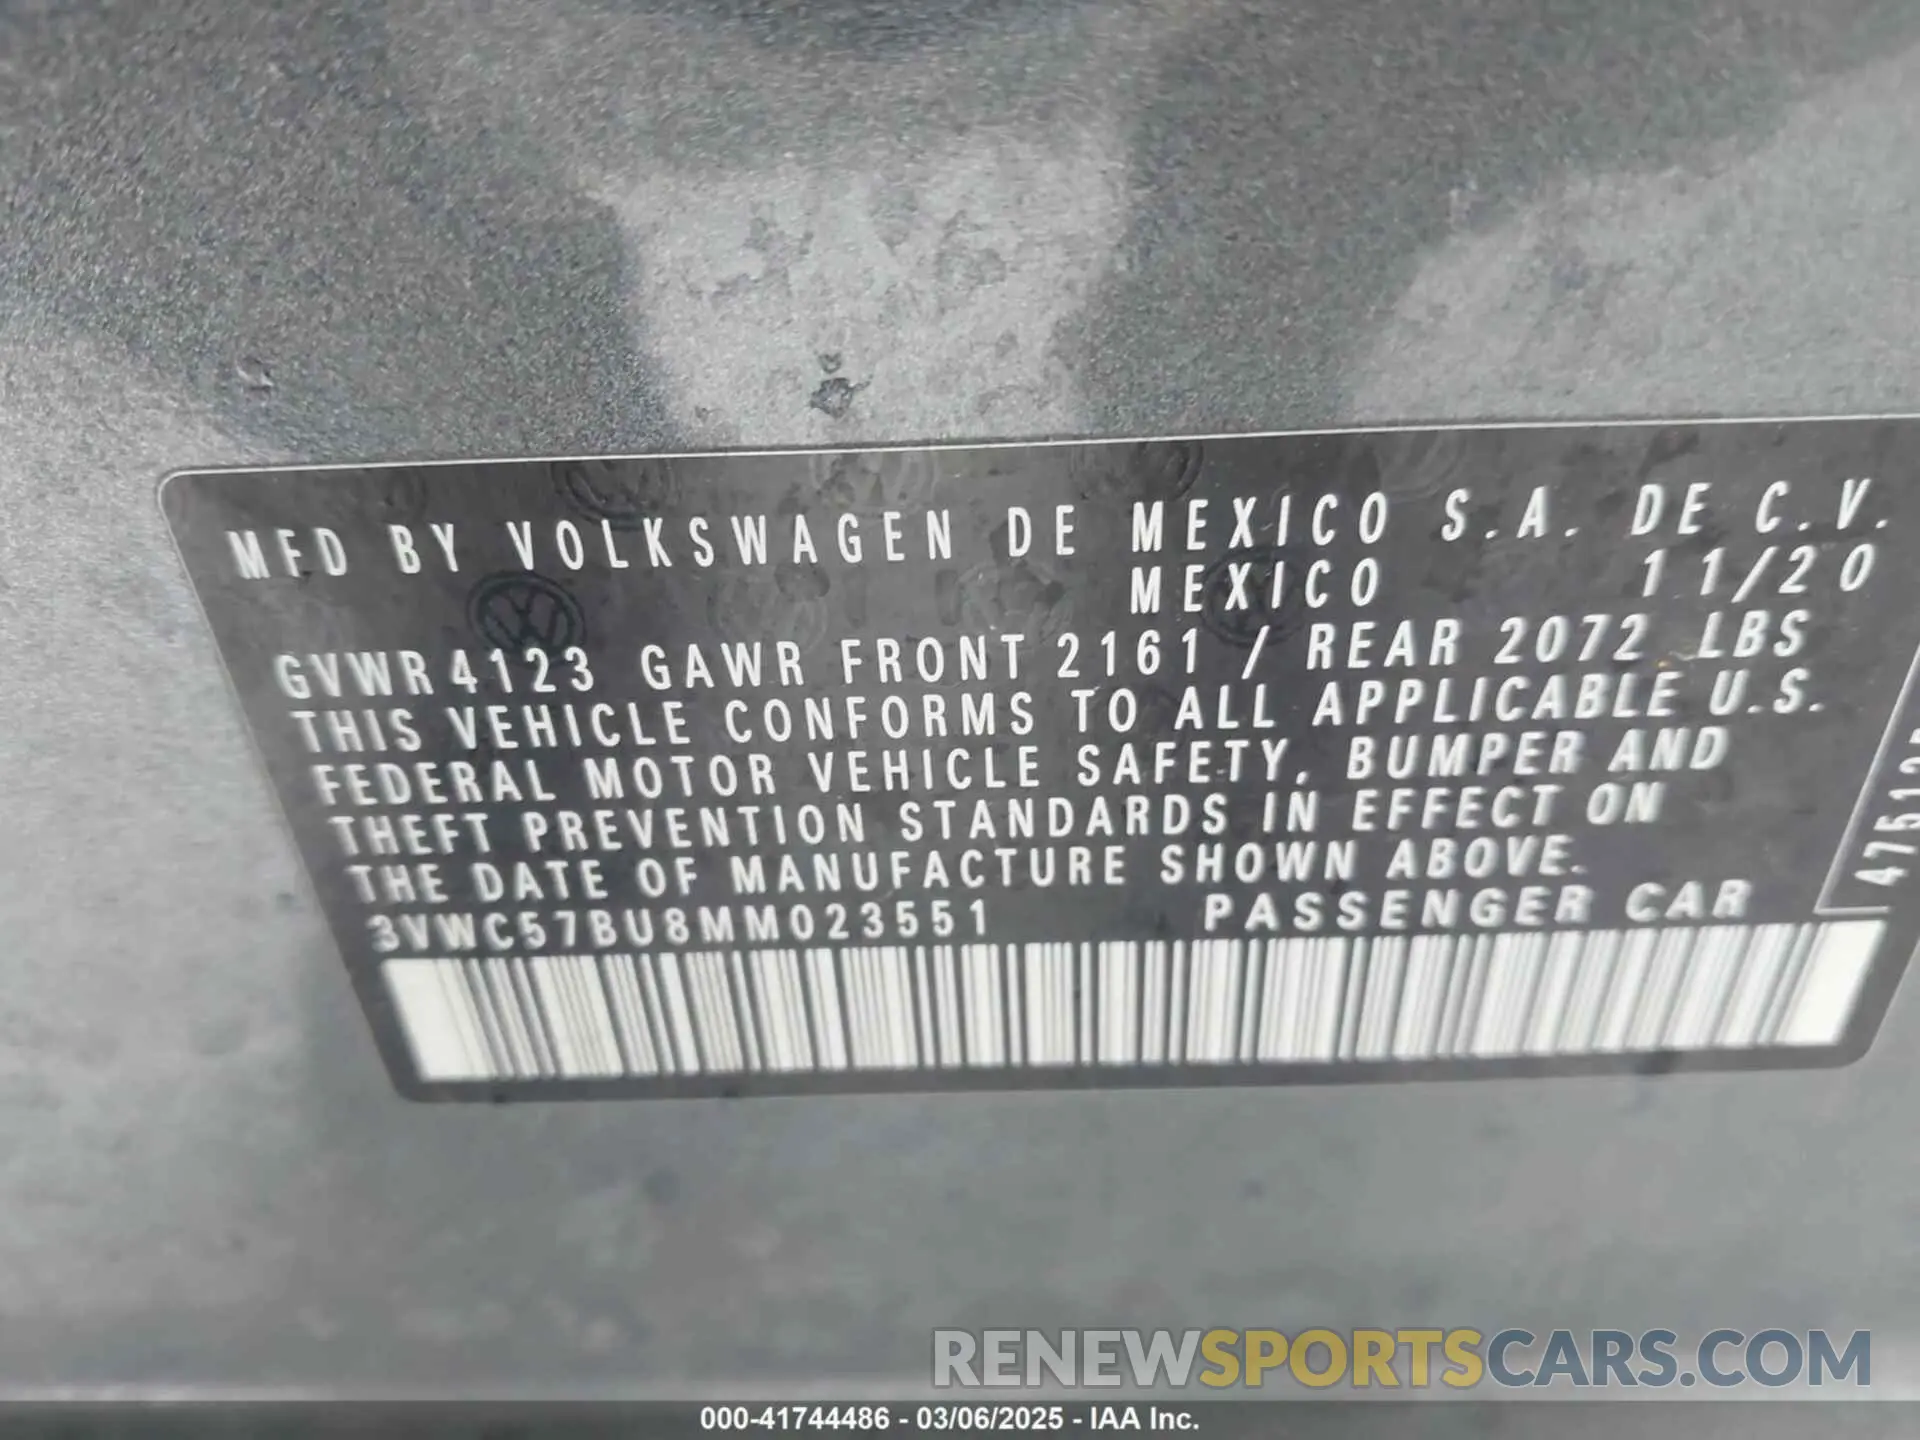 MFD BY VOLKSWAGEN DE MEXICO S.A. DE C.V.
MEXICO 11/20
GVWR 4123 GAWR FRONT 2161 / REAR 2072 LBS
THIS VEHICLE CONFORMS TO ALL APPLICABLE U.S.
FEDERAL MOTOR VEHICLE SAFETY, BUMPER AND
THEFT PREVENTION STANDARDS IN EFFECT ON
THE DATE OF MANUFACTURE SHOWN ABOVE.
3VWC57BU8MM023551 PASSENGER CAR
RENEWSPORTSCARS.COM
000-41744486 - 03/06/2025 - IAA Inc.